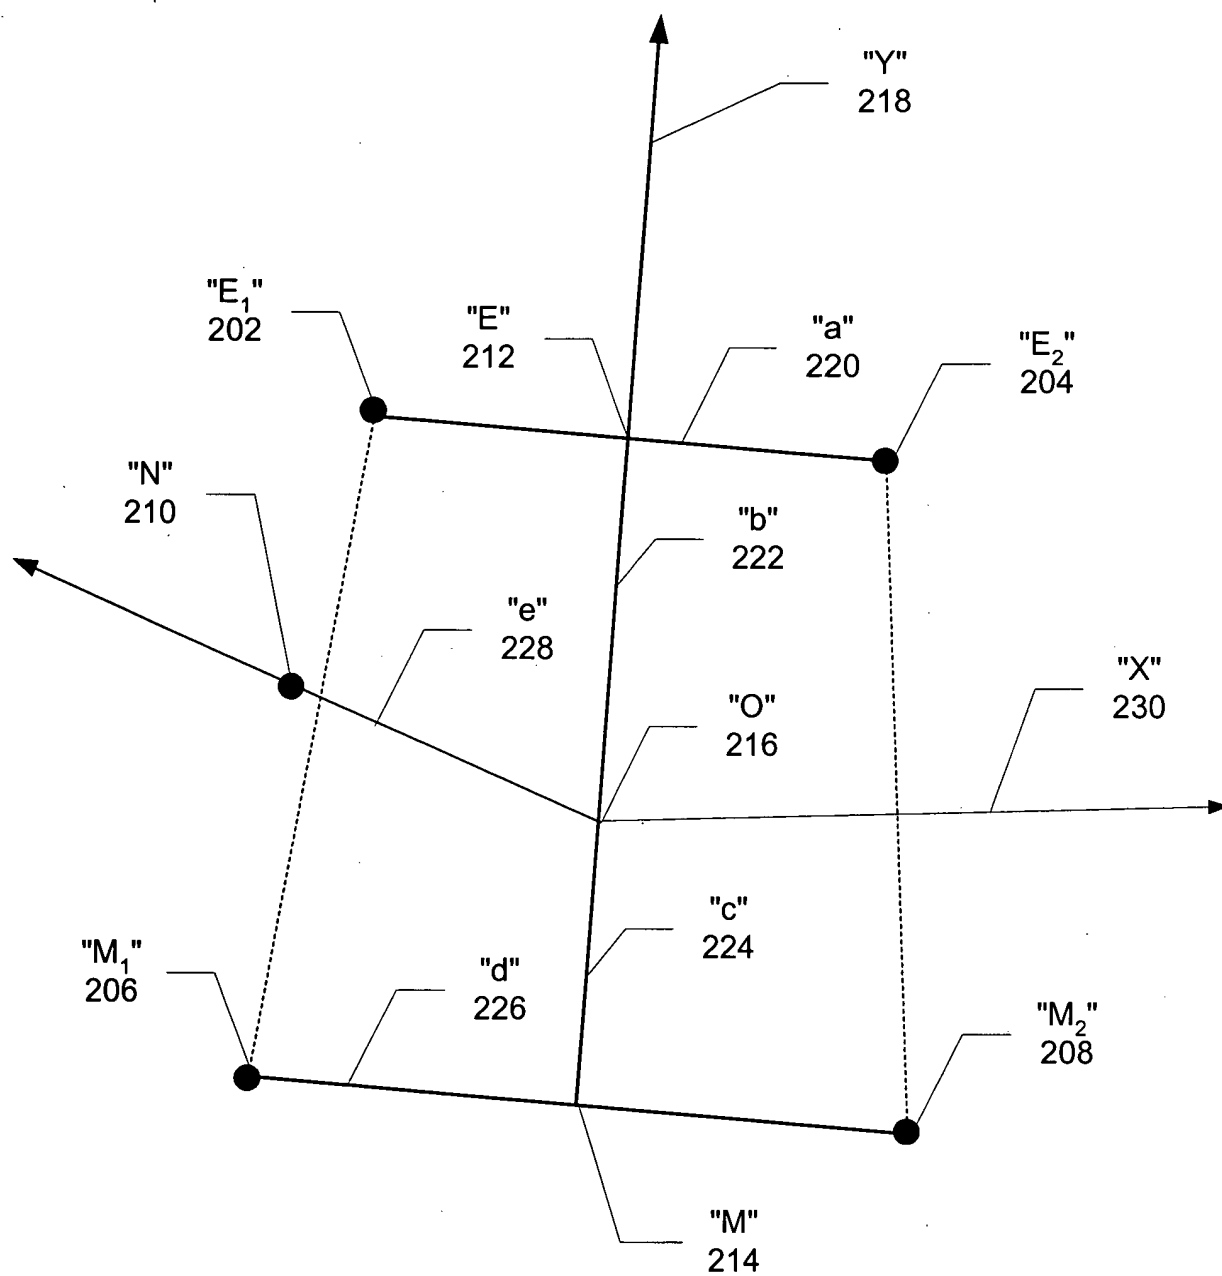 "Y"
218
"E₁"
202
"E"
212
"a"
220
"E₂"
204
"N"
210
"b"
222
"e"
228
"X"
230
"O"
216
"c"
224
"M₁"
206
"d"
226
"M₂"
208
"M"
214